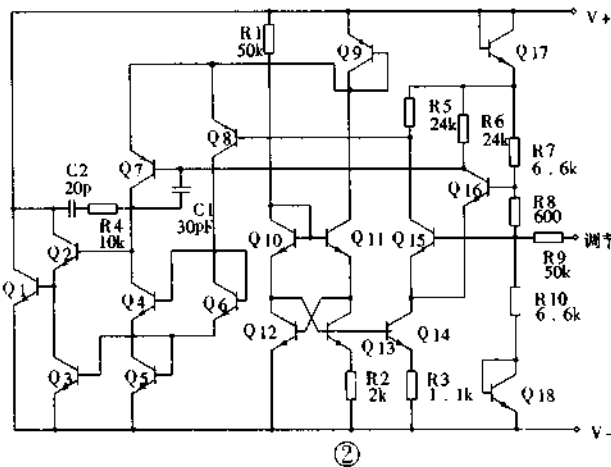 R1
50k
Q9
V+
Q17
R5
24k
R6
24k
R7
6.6k
Q8
Q7
C2
20p
R4
10k
C1
30pF
Q16
R8
600
调节
R9
50k
Q2
Q10
Q11
Q15
Q1
Q4
Q6
R10
6.6k
Q12
Q13
Q14
Q3
Q5
R2
2k
R3
1.1k
Q18
V-
②